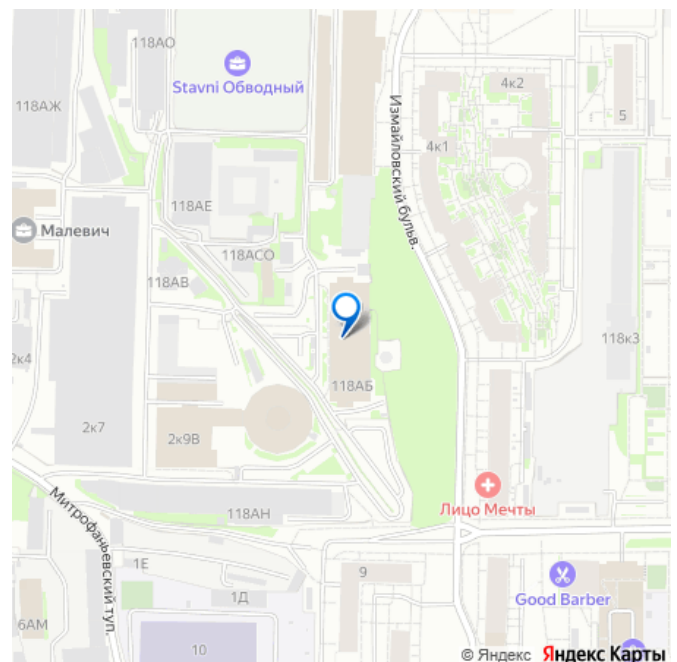 118АО
4к2
Stavni Обводный
118АЖ
5
4к1
Измайловский бульв.
118АЕ
Малевич
118АСО
118АВ
118к3
2к4
118АБ
2к7
2к9В
Лицо Мечты
Митрофаньевский туп.
118АН
1Е
9
Good Barber
1Д
6АМ
10
© Яндекс Яндекс Карты